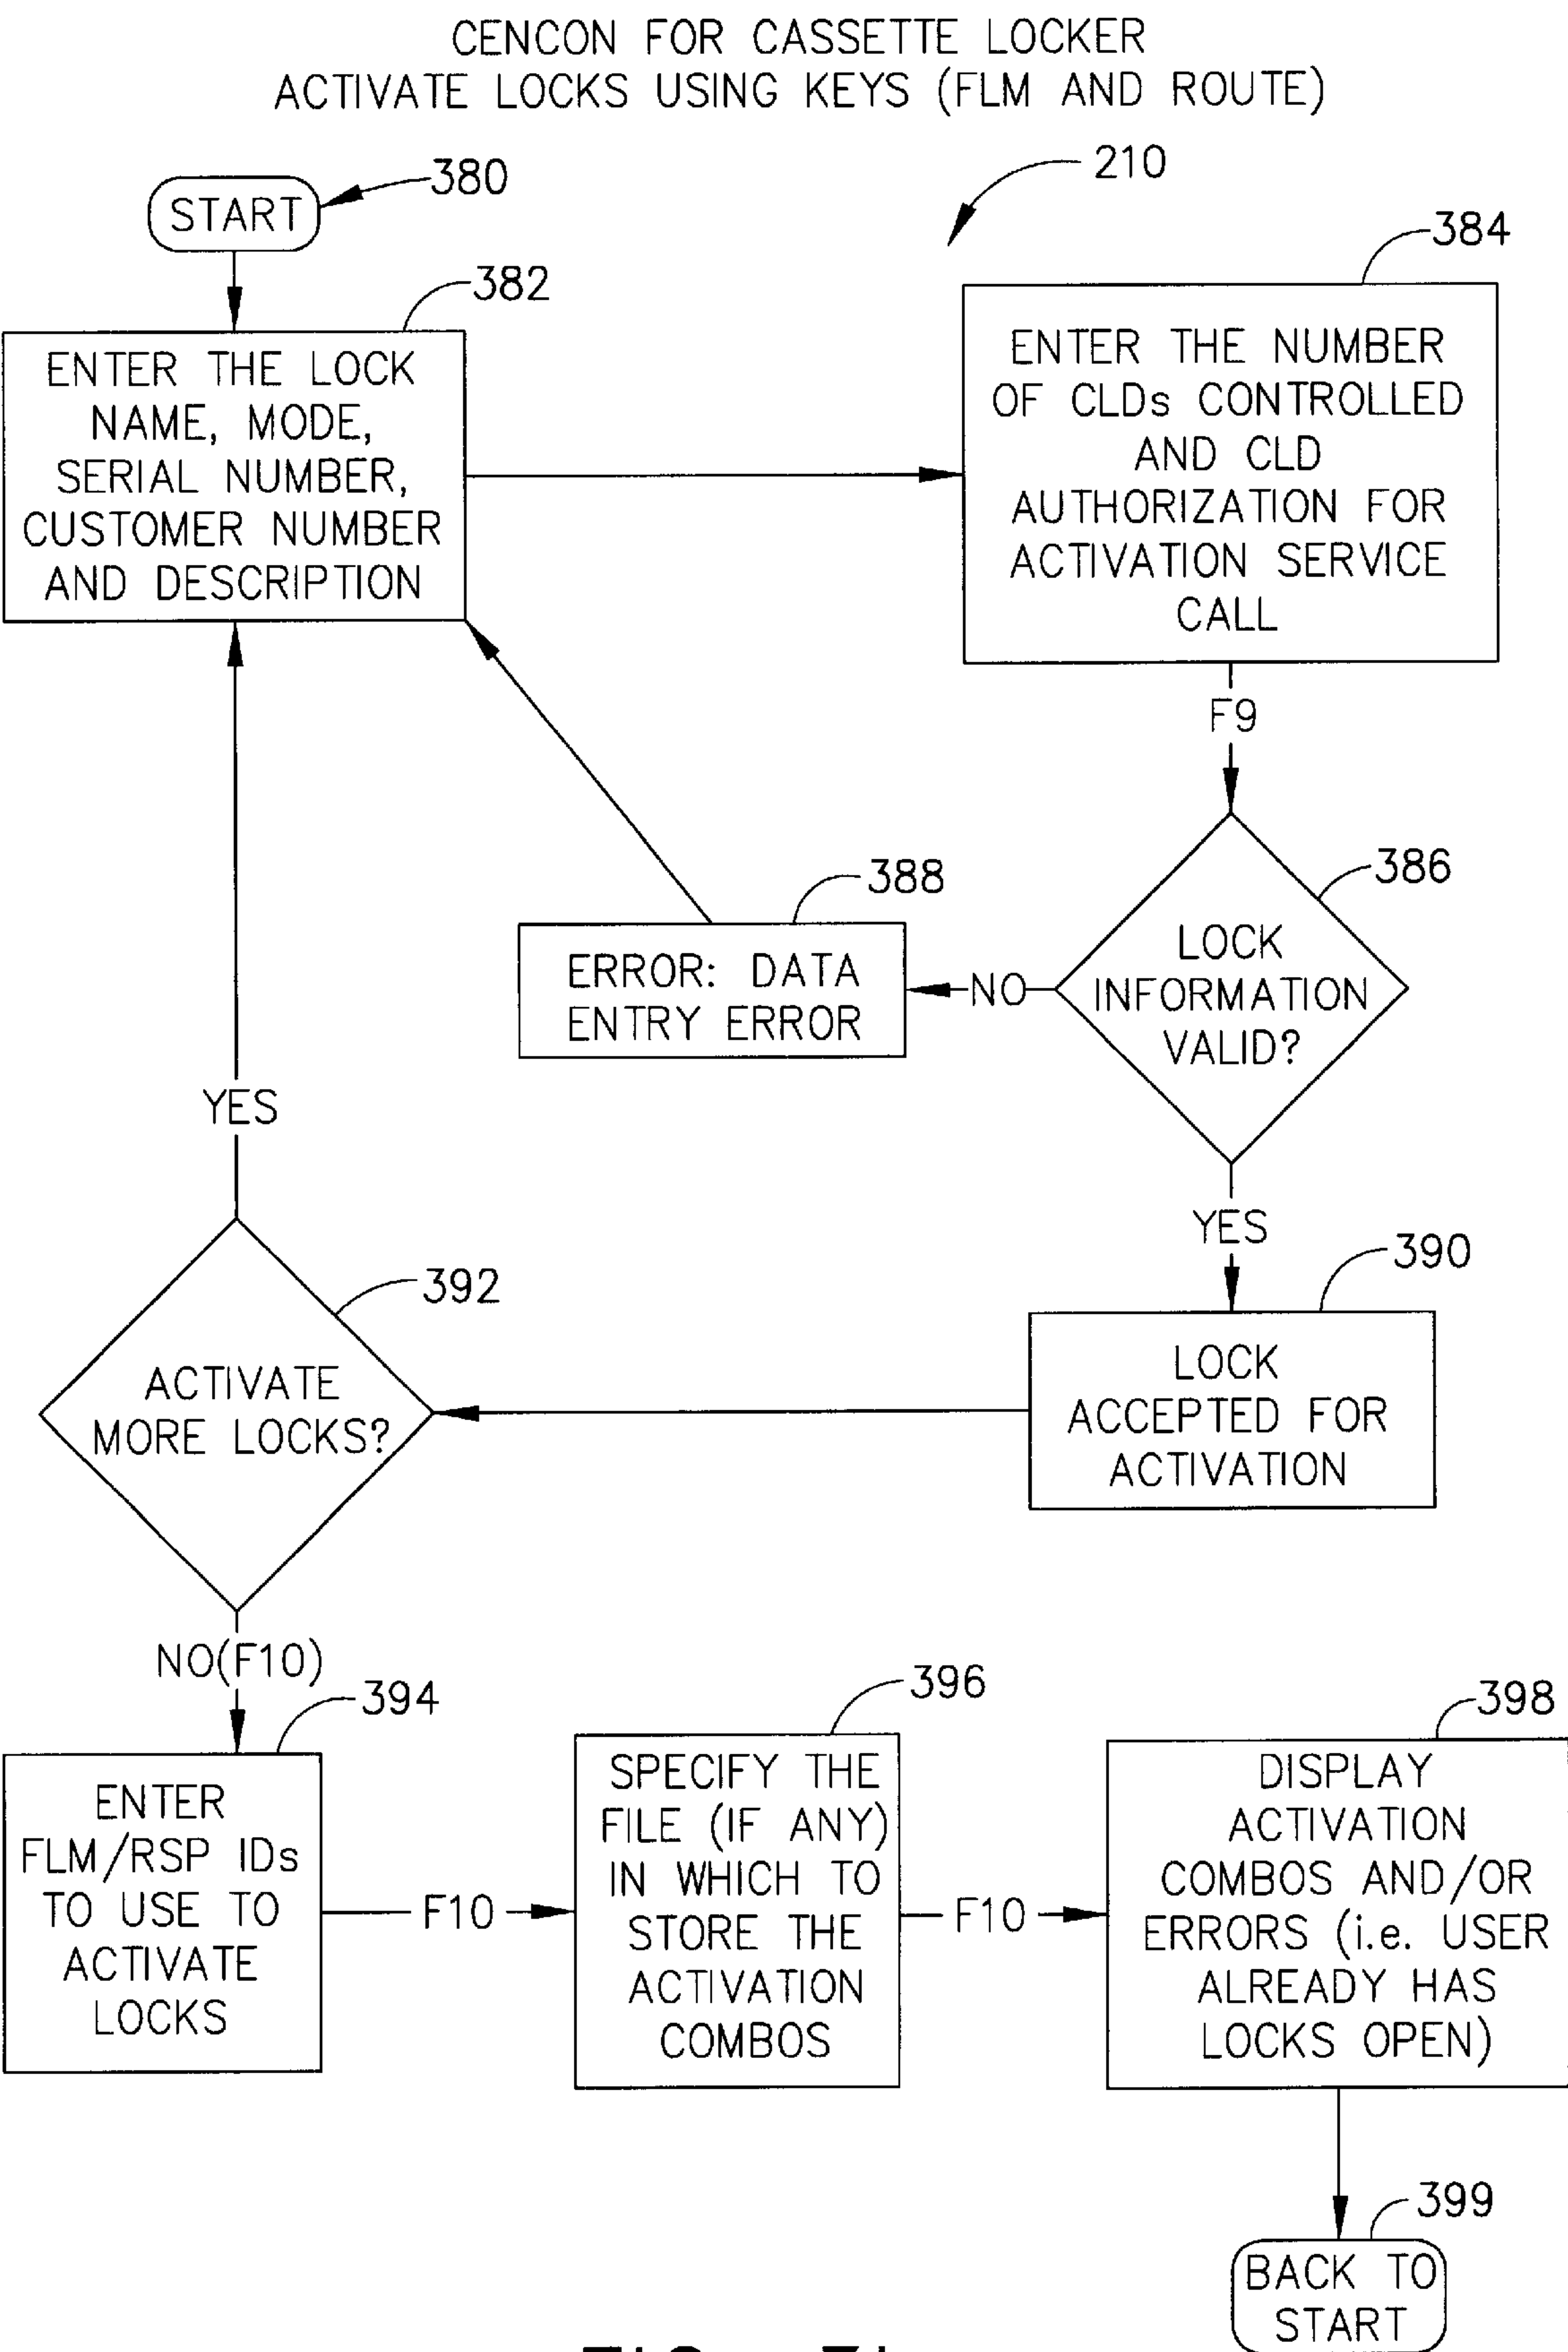 CENCON FOR CASSETTE LOCKER
ACTIVATE LOCKS USING KEYS (FLM AND ROUTE)
210
START
380
382
ENTER THE LOCK
NAME, MODE,
SERIAL NUMBER,
CUSTOMER NUMBER
AND DESCRIPTION
384
ENTER THE NUMBER
OF CLDs CONTROLLED
AND CLD
AUTHORIZATION FOR
ACTIVATION SERVICE
CALL
F9
386
LOCK
INFORMATION
VALID?
NO
388
ERROR: DATA
ENTRY ERROR
YES
390
LOCK
ACCEPTED FOR
ACTIVATION
392
ACTIVATE
MORE LOCKS?
YES
NO(F10)
394
ENTER
FLM/RSP IDs
TO USE TO
ACTIVATE
LOCKS
F10
396
SPECIFY THE
FILE (IF ANY)
IN WHICH TO
STORE THE
ACTIVATION
COMBOS
F10
398
DISPLAY
ACTIVATION
COMBOS AND/OR
ERRORS (i.e. USER
ALREADY HAS
LOCKS OPEN)
399
BACK TO
START